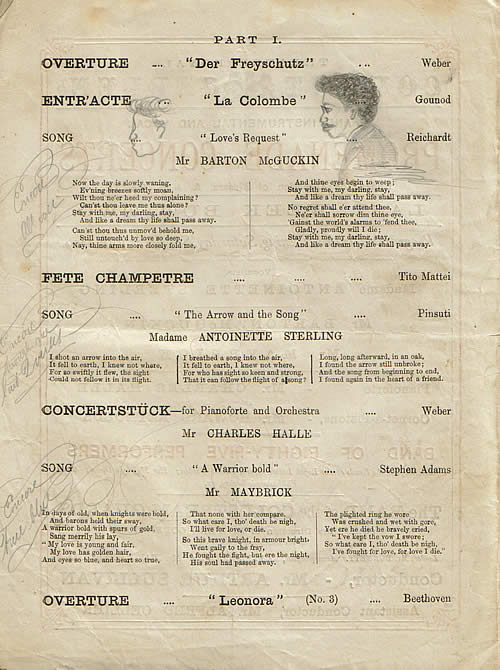 PART I.
OVERTURE .... "Der Freyschutz" ... Weber
ENTR'ACTE .... "La Colombe" .... Gounod
SONG .... "Love's Request" .... Reichardt
Mr BARTON McGUCKIN
Now the day is slowly waning,
Ev'ning breezes softly moan,
Wilt thou ne'er heed my complaining?
Can'st thou leave me thus alone?
Stay with me, my darling, stay,
And like a dream thy life shall pass away.
Can'st thou thus unmov'd behold me,
Still untouch'd by love so deep,
Nay, thine arms more closely fold me,
And thine eyes begin to weep;
Stay with me, my darling, stay,
And like a dream thy life shall pass away.
No regret shall e'er attend thee,
Ne'er shall sorrow dim thine eye,
'Gainst the world's alarms to 'fend thee,
Gladly, proudly will I die;
Stay with me, my darling, stay,
And like a dream thy life shall pass away.
FETE CHAMPETRE .... .... Tito Mattei
SONG .... "The Arrow and the Song" .... Pinsuti
Madame ANTOINETTE STERLING
I shot an arrow into the air,
It fell to earth, I knew not where,
For so swiftly it flew, the sight
Could not follow it in its flight.
I breathed a song into the air,
It fell to earth, I knew not where,
For who has sight so keen and strong,
That it can follow the flight of a song?
Long, long afterward, in an oak,
I found the arrow still unbroke;
And the song from beginning to end,
I found again in the heart of a friend.
CONCERTSTÜCK—for Pianoforte and Orchestra .... Weber
Mr CHARLES HALLE
SONG .... "A Warrior bold" .... Stephen Adams
Mr MAYBRICK
In days of old, when knights were bold,
And barons held their sway,
A warrior bold with spurs of gold,
Sang merrily his lay,
"My love is young and fair,
My love has golden hair,
And eyes so blue, and heart so true,
That none with her compare.
So what care I, tho' death be nigh,
I'll live for love, or die.
So this brave knight, in armour bright,
Went gaily to the fray,
He fought the fight, but ere the night,
His soul had passed away.
The plighted ring he wore
Was crushed and wet with gore,
Yet ere he died he bravely cried,
"I've kept the vow I swore;
So what care I, tho' death be nigh,
I've fought for love, for love I die."
OVERTURE .... "Leonora" (No. 3) .... Beethoven
Encore
Encore